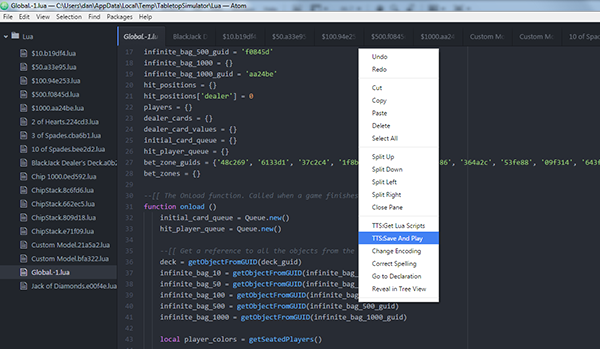 Global.-1.lua — C:\Users\dan\AppData\Local\Temp\TabletopSimulator\Lua — Atom
File Edit View Selection Find Packages Help
Lua
$10.b19df4.lua
$50.a33e95.lua
$100.94e253.lua
$500.f0845d.lua
$1000.aa24be.lua
2 of Hearts.224cd3.lua
3 of Spades.cba6b1.lua
10 of Spades.bee2d2.lua
BlackJack Dealer's Deck.a0b2
Chip 1000.0ed592.lua
ChipStack.8c6fd6.lua
ChipStack.662ec5.lua
ChipStack.809d18.lua
ChipStack.e71f09.lua
Custom Model.21a5a2.lua
Custom Model.bfa322.lua
Global.-1.lua
Jack of Diamonds.e00f4e.lua
Global.-1.lu
BlackJack D
$10.b19df4.
$50.a33e95.
$100.94e253
$500.f0845
$1000.aa24
Custom Mo
Custom Mo
10 of Spades
17 infinite_bag_500_guid = 'f0845d'
18 infinite_bag_1000 = {}
19 infinite_bag_1000_guid = 'aa24be'
20 hit_positions = {}
21 hit_positions['dealer'] = 0
22 players = {}
23 dealer_cards = {}
24 dealer_card_values = {}
25 initial_card_queue = {}
26 hit_player_queue = {}
27 bet_zone_guids = {'48c269', '6133d1', '37c2c4', '1f8b 86', '364a2c', '53fe88', '09f314', '643f
28 bet_zones = {}
29
30 --[[ The OnLoad function. Called when a game finishes
31 function onload ()
32 initial_card_queue = Queue.new()
33 hit_player_queue = Queue.new()
34
35 --[[ Get a reference to all the objects from the
36 deck = getObjectFromGUID(deck_guid)
37 infinite_bag_10 = getObjectFromGUID(infinite_bag_
38 infinite_bag_50 = getObjectFromGUID(infinite_bag_
39 infinite_bag_100 = getObjectFromGUID(infinite_bag
40 infinite_bag_500 = getObjectFromGUID(infinite_bag_500_guid)
41 infinite_bag_1000 = getObjectFromGUID(infinite_bag_1000_guid)
42
43 local player_colors = getSeatedPlayers()
Undo
Redo
Cut
Copy
Paste
Delete
Select All
Split Up
Split Down
Split Left
Split Right
Close Pane
TTS:Get Lua Scripts
TTS:Save And Play
Change Encoding
Correct Spelling
Go to Declaration
Reveal in Tree View